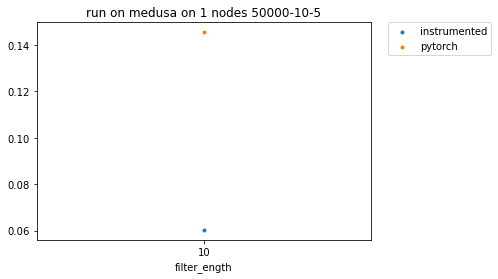 run on medusa on 1 nodes 50000-10-5
instrumented
pytorch
0.14
0.12
0.10
0.08
0.06
10
filter_ength